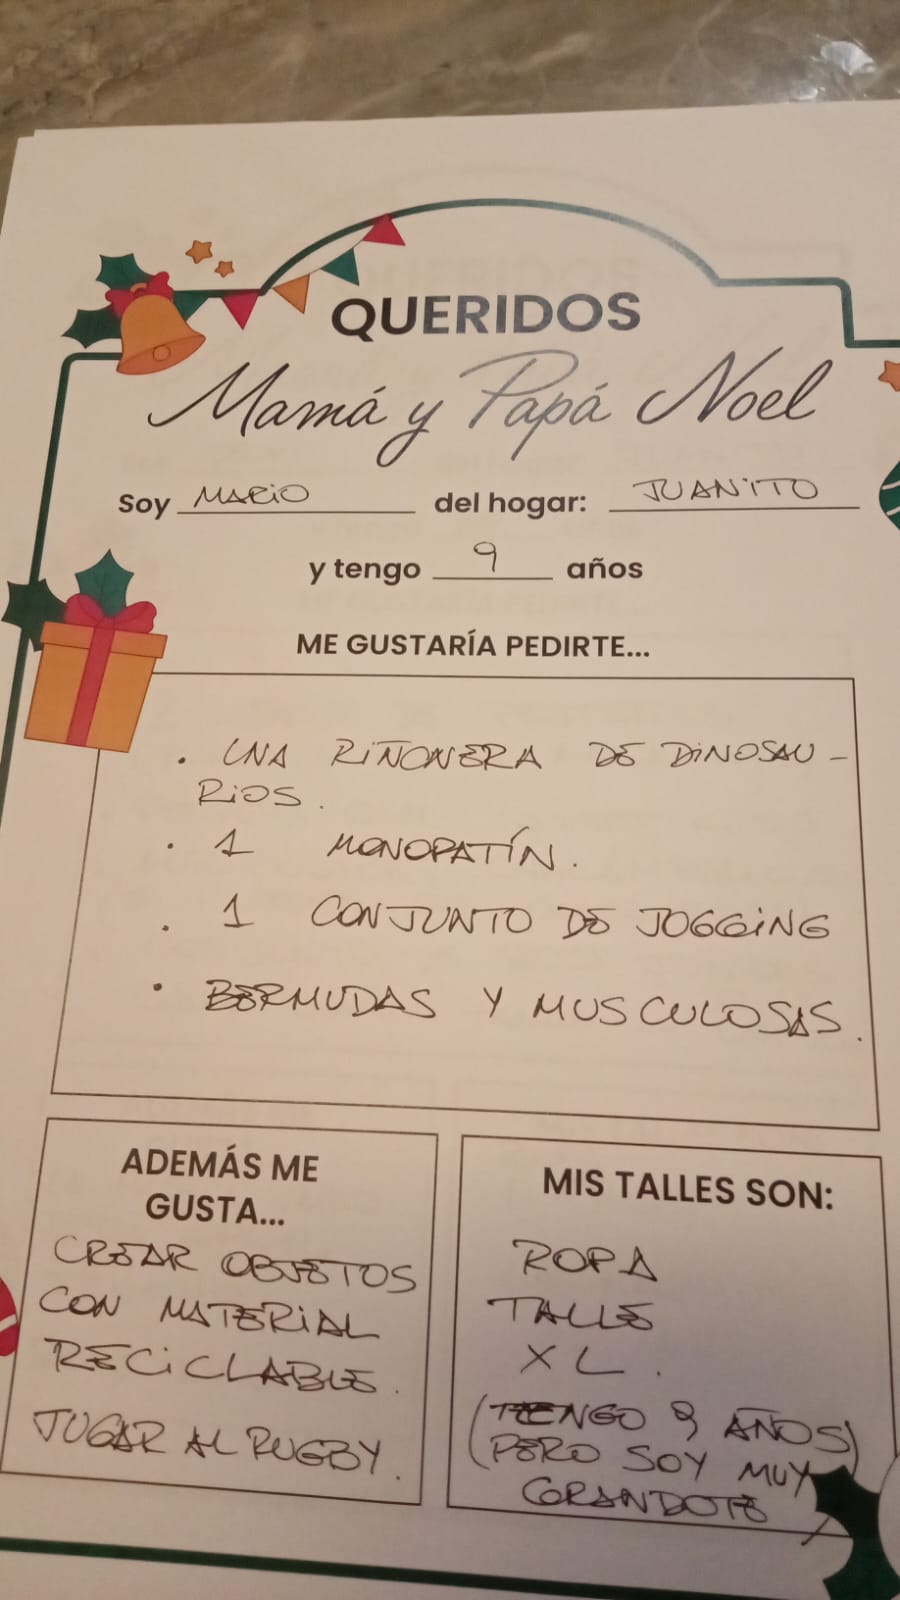 QUERIDOS
Mamá y Papá Noel
Soy MARIO del hogar: JUANITO
y tengo 9 años
ME GUSTARÍA PEDIRTE...
. UNA RIÑONERA DE DINOSAU-
RIOS.
. 1 MONOPATÍN.
. 1 CONJUNTO DE JOGGING
. BERMUDAS Y MUSCULOSAS.
ADEMÁS ME
GUSTA...
CREAR OBJETOS
CON MATERIAL
RECICLABLE.
JUGAR AL RUGBY.
MIS TALLES SON:
ROPA
TALLE
XL.
(TENGO 9 AÑOS)
(PERO SOY MUY
GRANDOTE